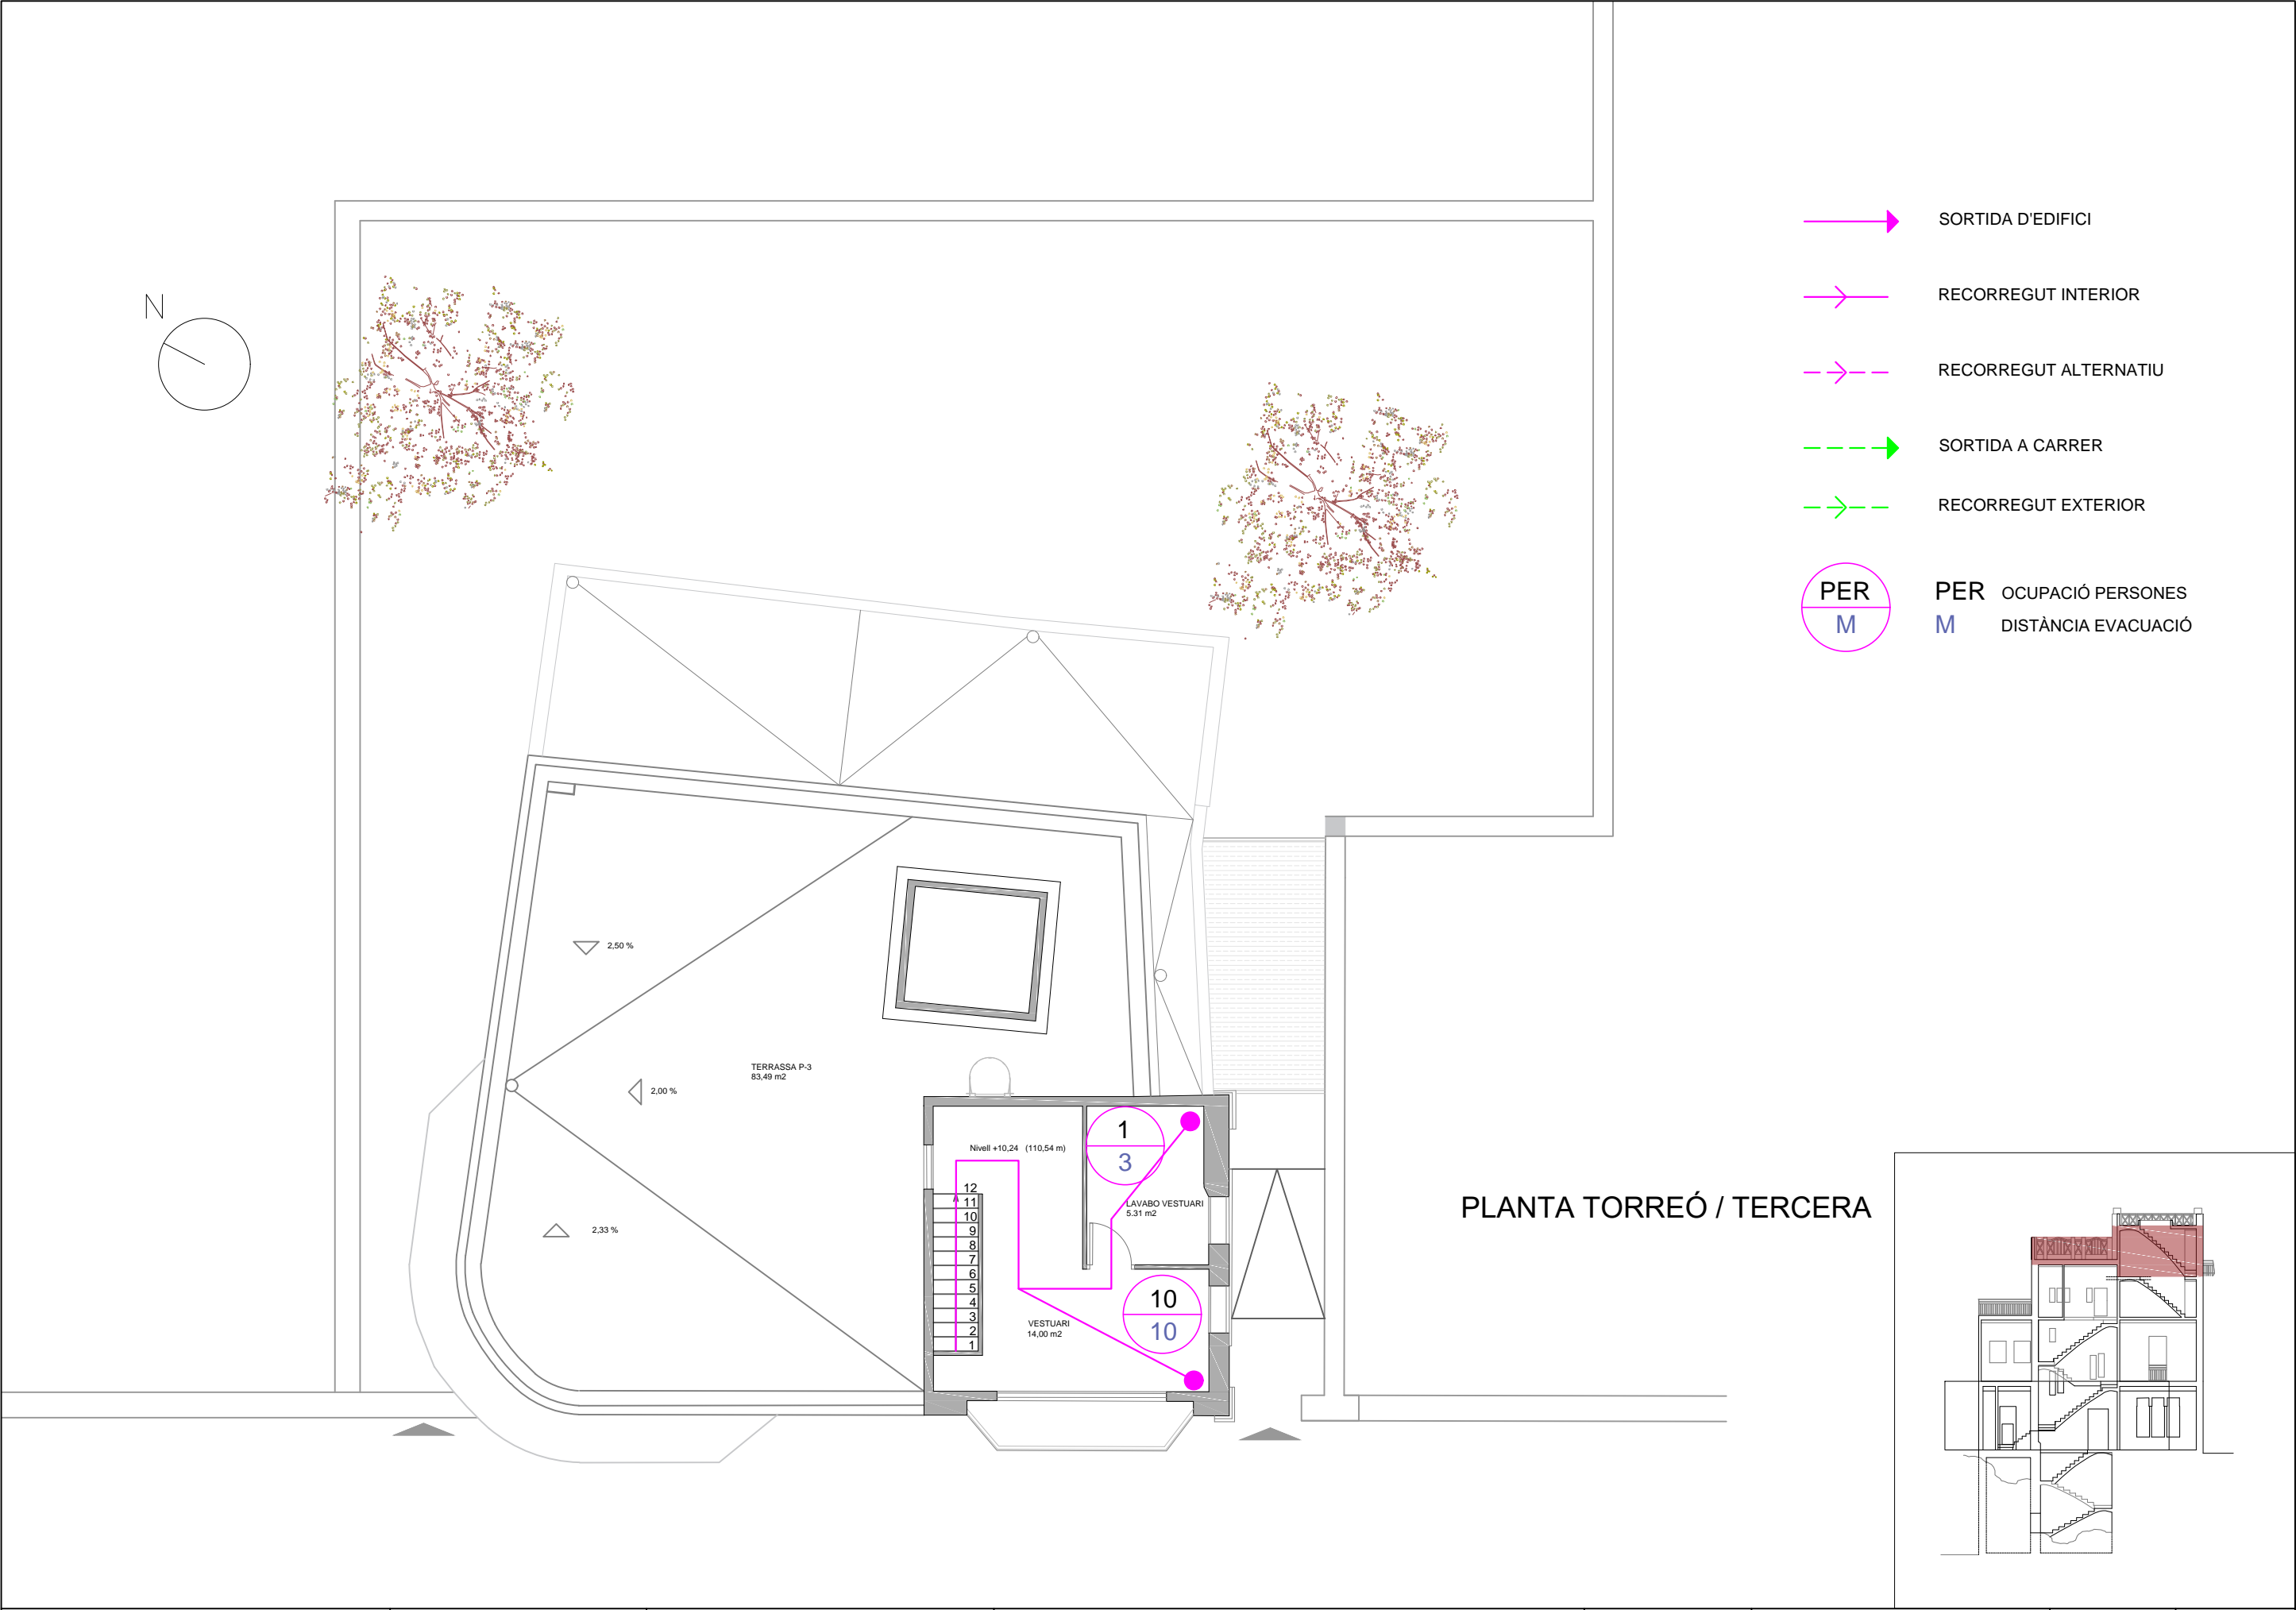 N
SORTIDA D'EDIFICI
RECORREGUT INTERIOR
RECORREGUT ALTERNATIU
SORTIDA A CARRER
RECORREGUT EXTERIOR
PER
M
PER OCUPACIÓ PERSONES
M DISTÀNCIA EVACUACIÓ
2,50 %
TERRASSA P-3
83,49 m2
2,00 %
2,33 %
Nivell +10,24 (110,54 m)
1
3
LAVABO VESTUARI
5.31 m2
12
11
10
9
8
7
6
5
4
3
2
1
10
10
VESTUARI
14,00 m2
PLANTA TORREÓ / TERCERA